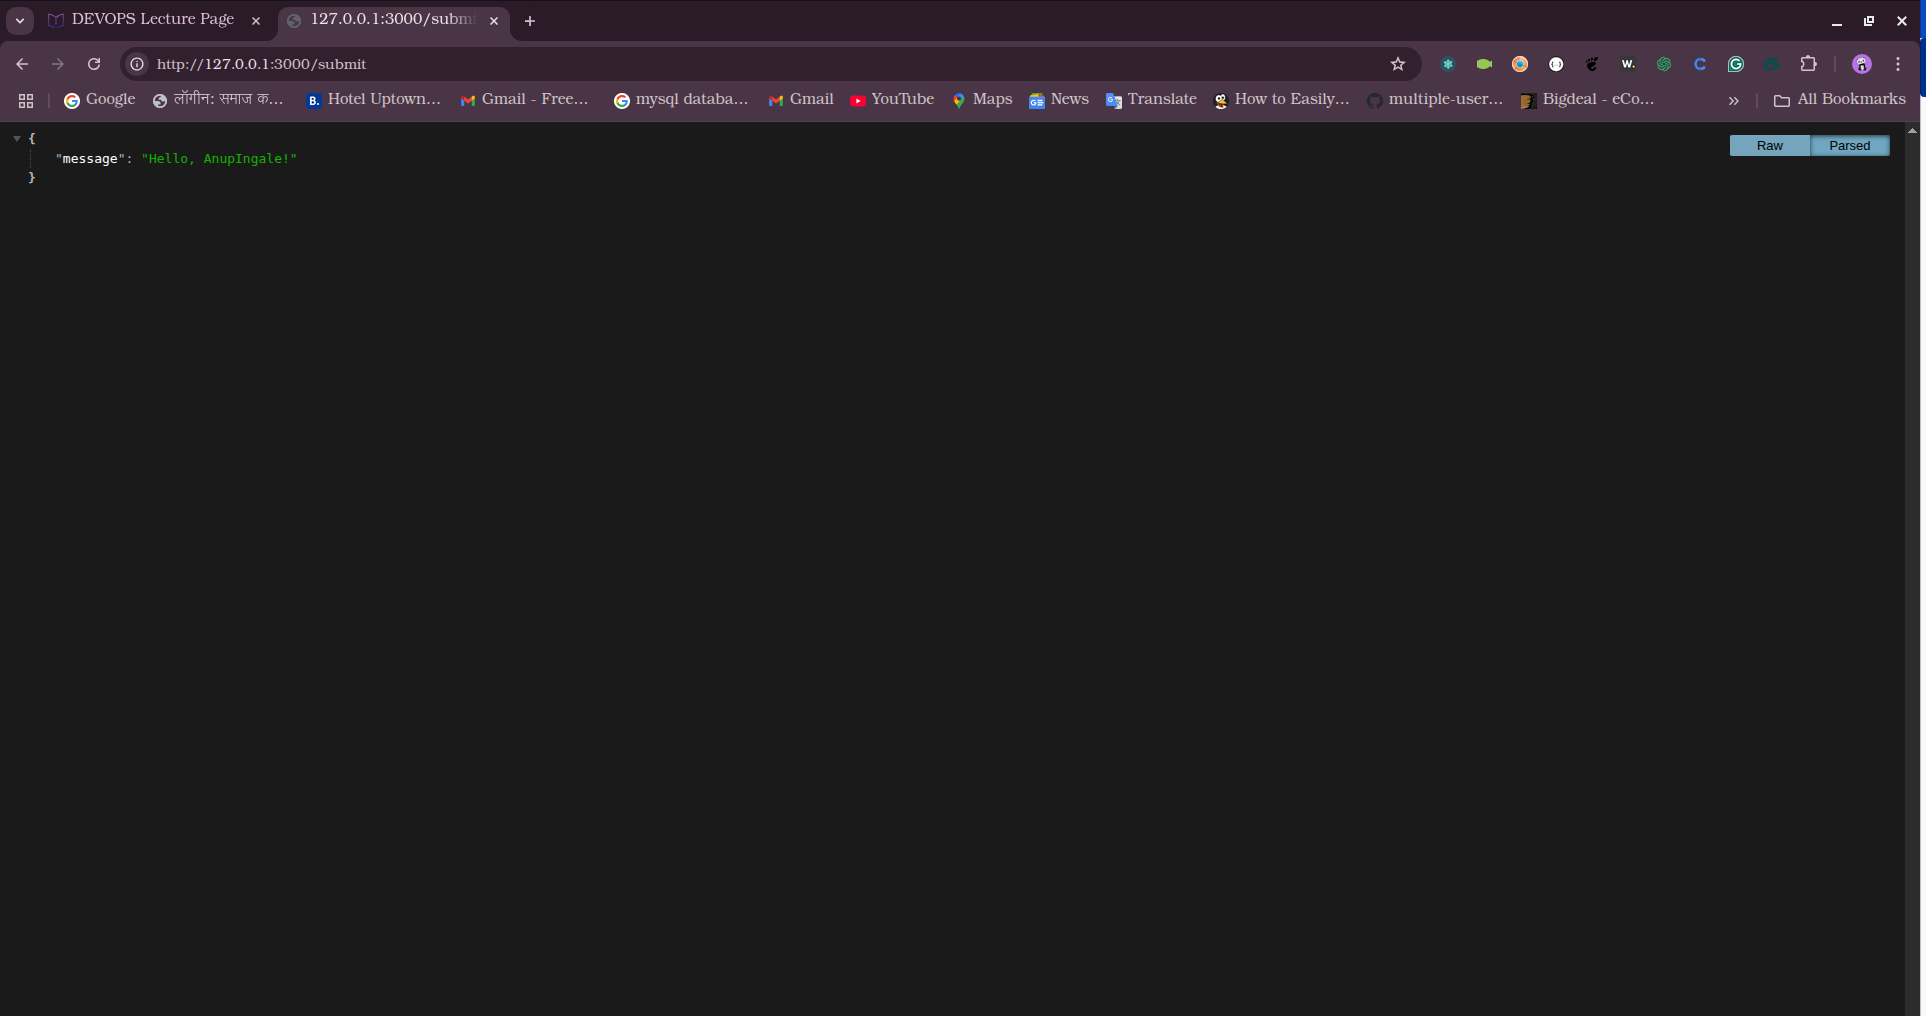 DEVOPS Lecture Page
127.0.0.1:3000/subm
http://127.0.0.1:3000/submit
Google
लॉगीन: समाज क...
B. Hotel Uptown...
Gmail - Free...
mysql databa...
Gmail
YouTube
Maps
News
Translate
How to Easily...
multiple-user...
Bigdeal - eCo...
All Bookmarks
{
"message": "Hello, AnupIngale!"
}
Raw
Parsed